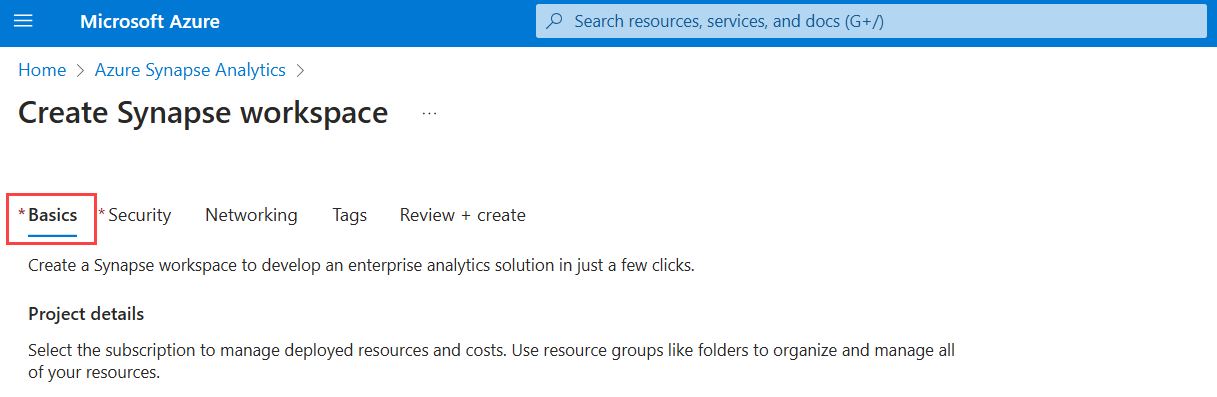 Microsoft Azure
Search resources, services, and docs (G+/)
Home > Azure Synapse Analytics >
Create Synapse workspace ...
* Basics * Security Networking Tags Review + create
Create a Synapse workspace to develop an enterprise analytics solution in just a few clicks.
Project details
Select the subscription to manage deployed resources and costs. Use resource groups like folders to organize and manage all
of your resources.